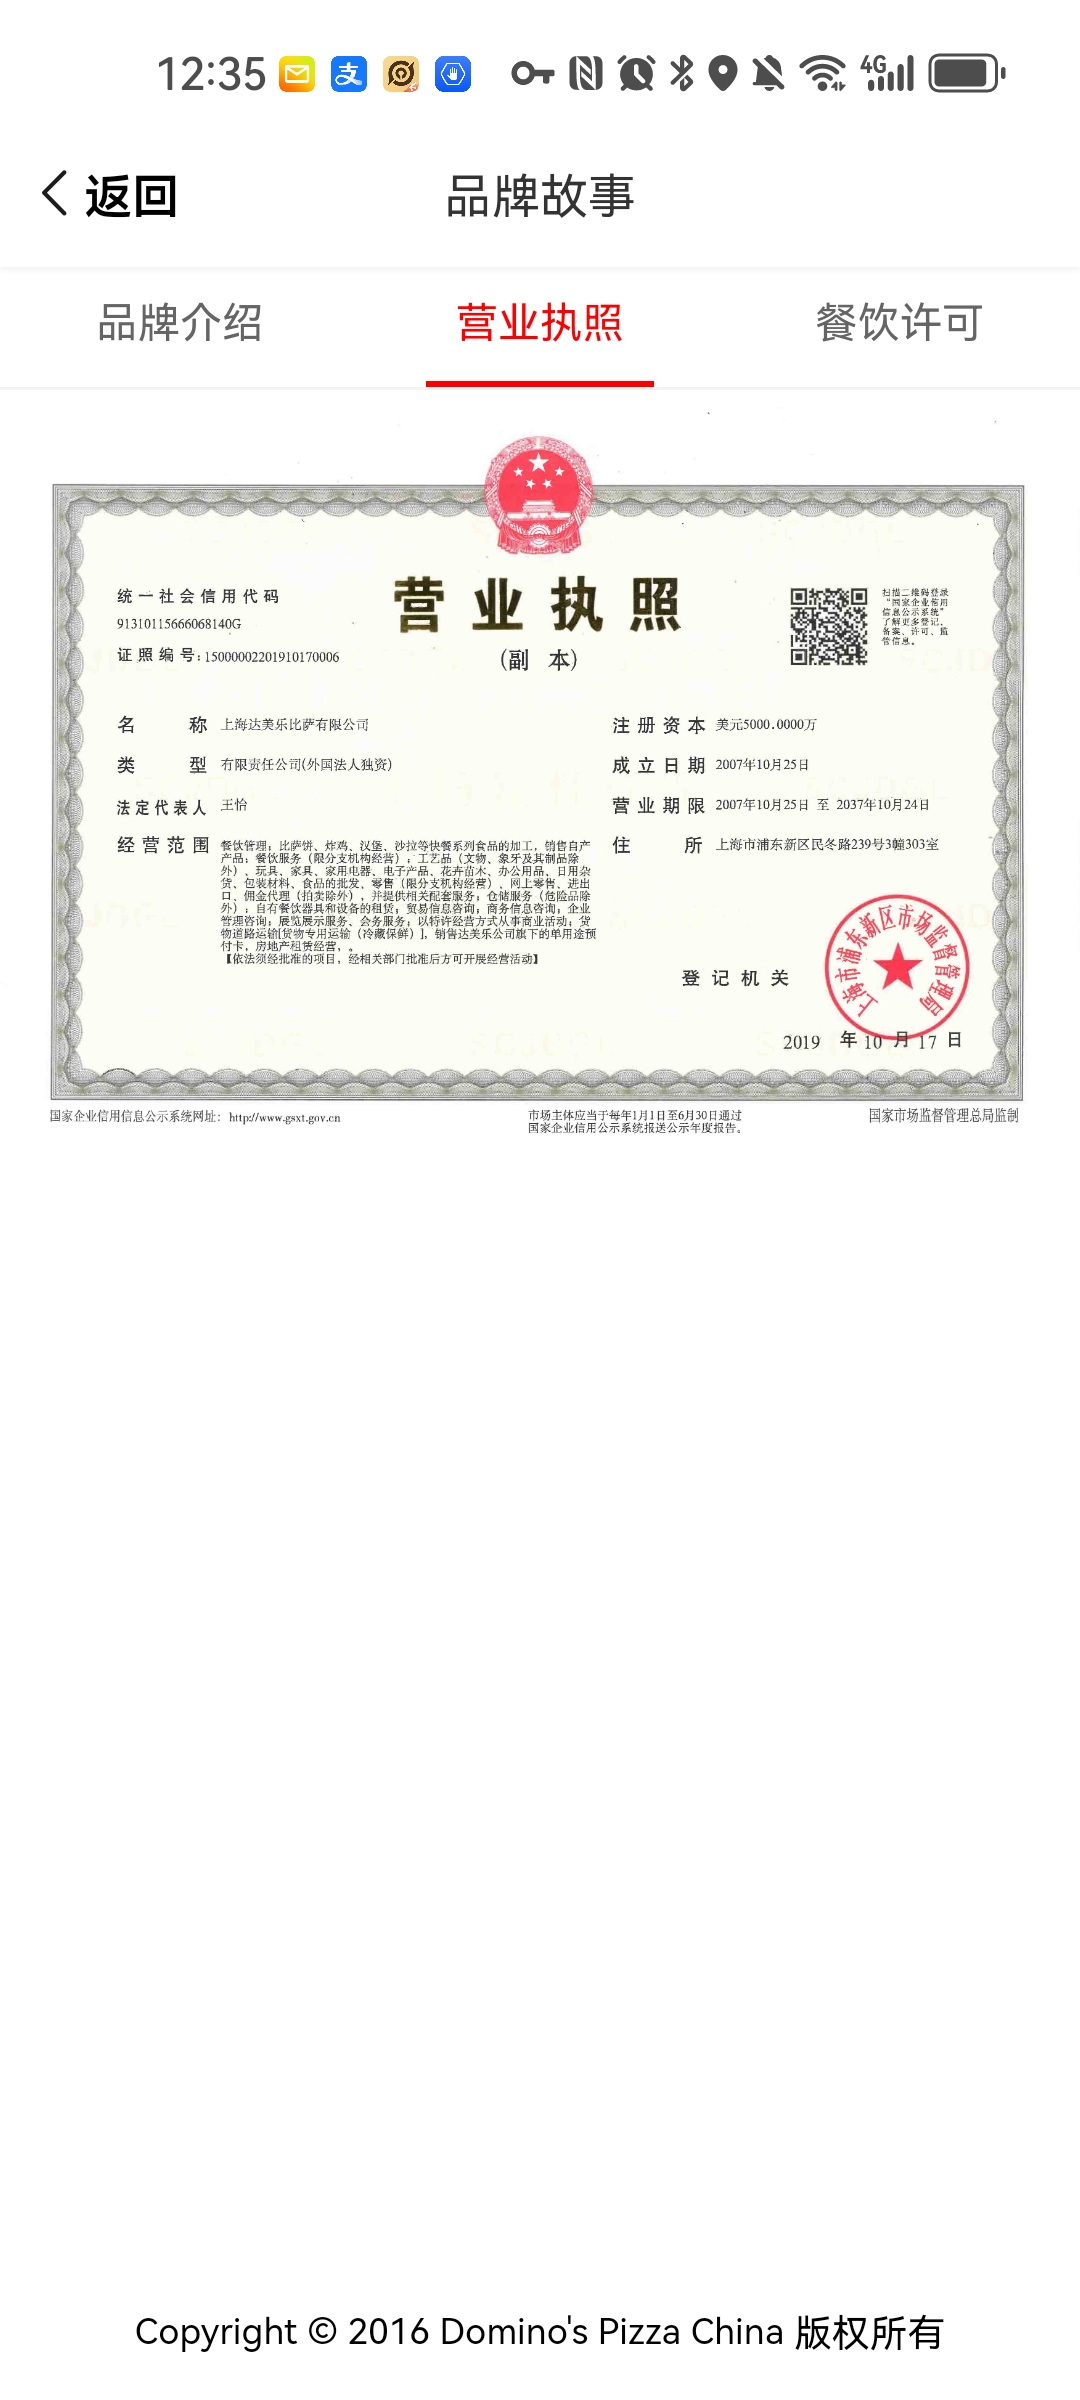 12:35
4G
返回
品牌故事
品牌介绍
营业执照
餐饮许可
统一社会信用代码
91310115666068140G
证照编号:15000002201910170006
营业执照
(副 本)
扫描二维码登录
“国家企业信用
信息公示系统”
了解更多登记、
备案、许可、监
管信息。
名 称 上海达美乐比萨有限公司
类 型 有限责任公司(外国法人独资)
法定代表人 王怡
经营范围 餐饮管理；比萨饼、炸鸡、汉堡、沙拉等快餐系列食品的加工，销售自产
产品；餐饮服务（限分支机构经营），工艺品（文物、象牙及其制品除
外）、玩具、家具、家用电器、电子产品、花卉苗木、办公用品、日用杂
货、包装材料、食品的批发、零售（限分支机构经营）、网上零售、进出
口、佣金代理（拍卖除外），并提供相关配套服务；仓储服务（危险品除
外）；自有餐饮器具和设备的租赁；贸易信息咨询；商务信息咨询；企业
管理咨询；展览展示服务、会务服务；以特许经营方式从事商业活动；货
物道路运输[货物专用运输（冷藏保鲜）]，销售达美乐公司旗下的单用途预
付卡，房地产租赁经营，。
【依法须经批准的项目，经相关部门批准后方可开展经营活动】
注册资本 美元5000.0000万
成立日期 2007年10月25日
营业期限 2007年10月25日 至 2037年10月24日
住 所 上海市浦东新区民冬路239号3幢303室
登记机关
上海市浦东新区市场监督管理局
2019 年 10 月 17 日
国家企业信用信息公示系统网址：http://www.gsxt.gov.cn
市场主体应当于每年1月1日至6月30日通过
国家企业信用公示系统报送公示年度报告。
国家市场监督管理总局监制
Copyright © 2016 Domino's Pizza China 版权所有